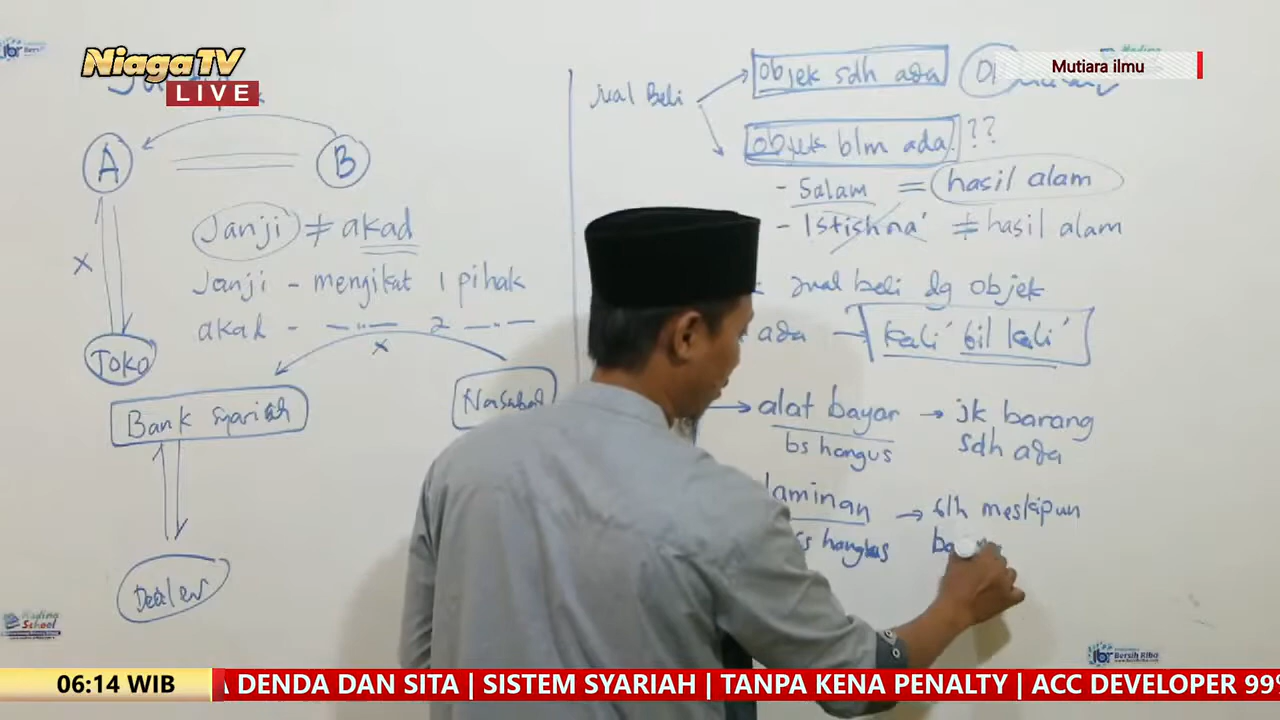 NiagaTV
LIVE
Mutiara ilmu
A
B
Toko
x
Janji ≠ akad
Janji - mengikat 1 pihak
akad - —"— 2 —"—
x
Bank Syariah
Nasabah
Dealer
Jual Beli
Objek sdh ada
Objek blm ada ??
- Salam = hasil alam
- Istishna' ≠ hasil alam
Jual beli dg objek
ada → kali' bil kali'
→ alat bayar → jk barang
bs hangus sdh ada
Jaminan → slh meskipun
hangus
Bersih Riba
06:14 WIB
DENDA DAN SITA | SISTEM SYARIAH | TANPA KENA PENALTY | ACC DEVELOPER 99%